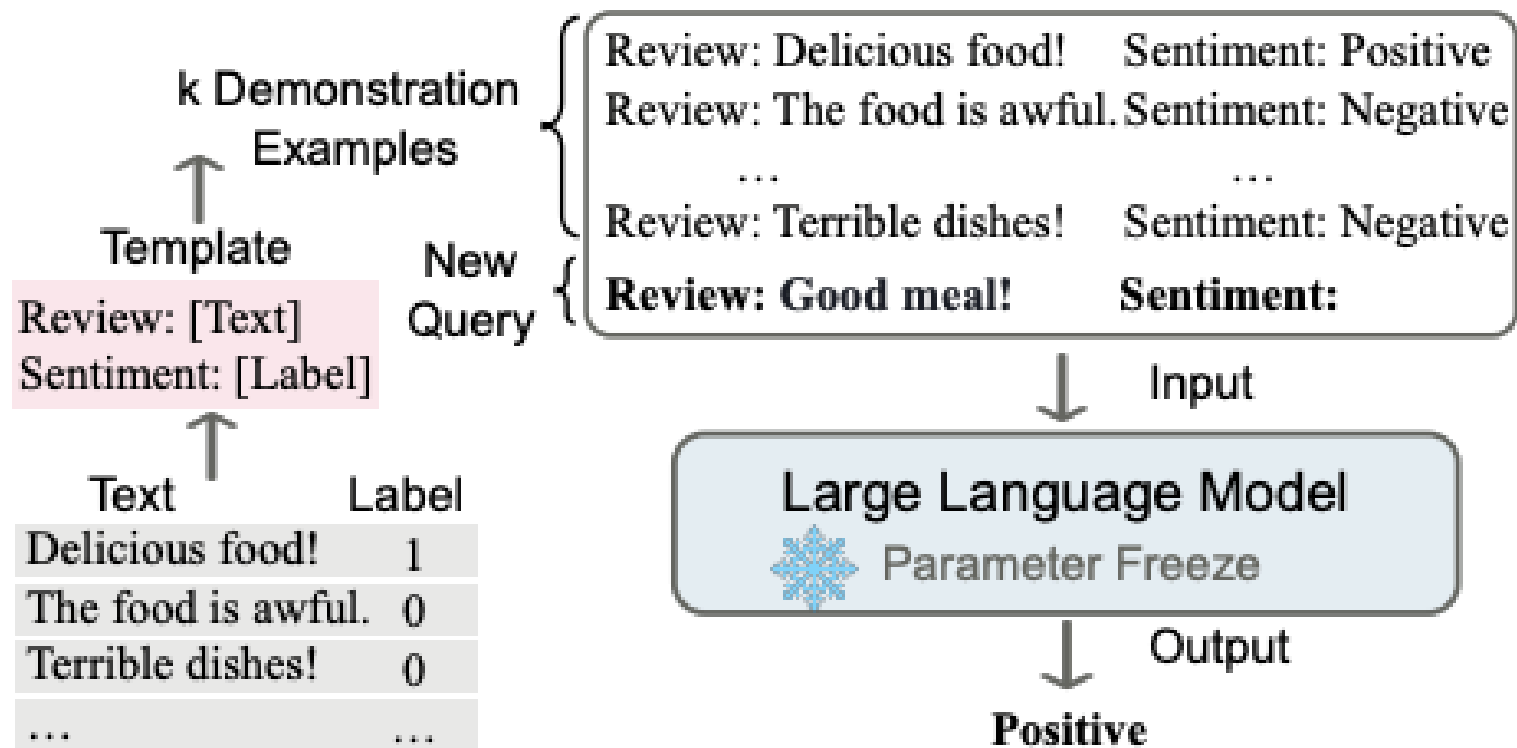 k Demonstration
Examples
Template
Review: [Text]
Sentiment: [Label]
Text Label
Delicious food! 1
The food is awful. 0
Terrible dishes! 0
... ...
Review: Delicious food! Sentiment: Positive
Review: The food is awful. Sentiment: Negative
... ...
Review: Terrible dishes! Sentiment: Negative
New
Query
Review: Good meal! Sentiment:
Input
Large Language Model
Parameter Freeze
Output
Positive